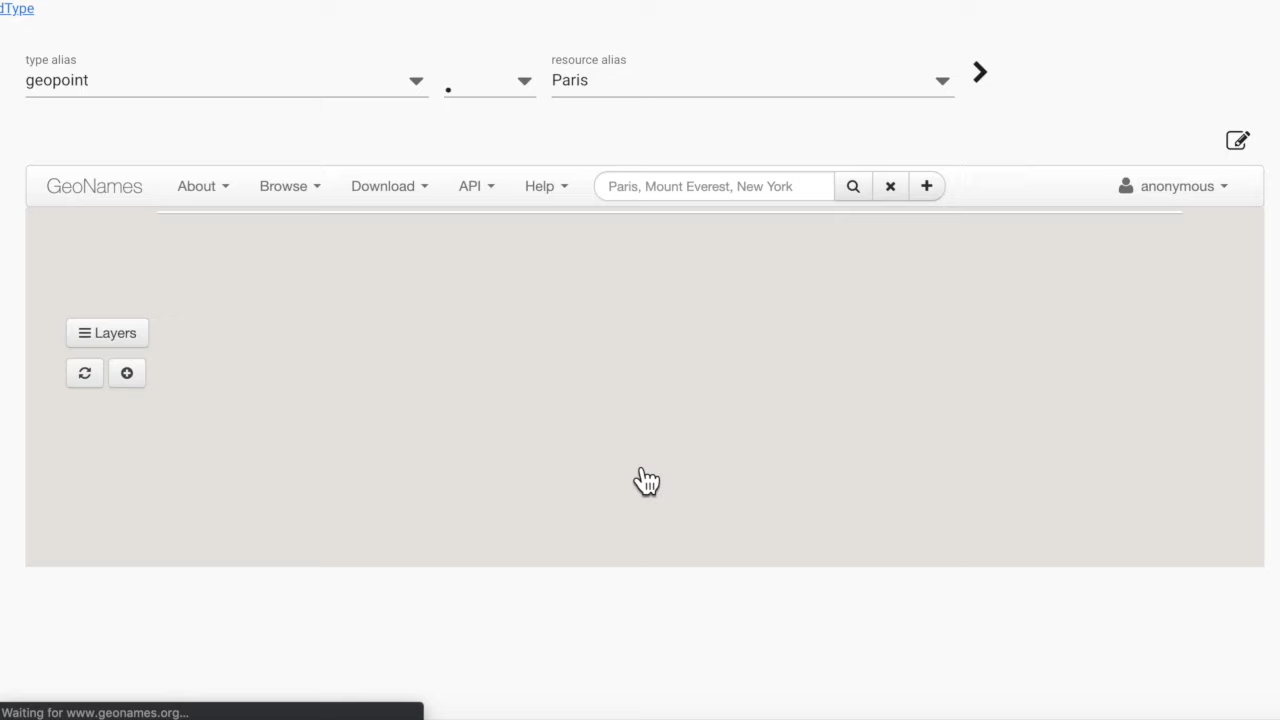 dType
type alias
resource alias
geopoint
.
Paris
GeoNames About Browse Download API Help Paris, Mount Everest, New York anonymous
Layers
Waiting for www.geonames.org...